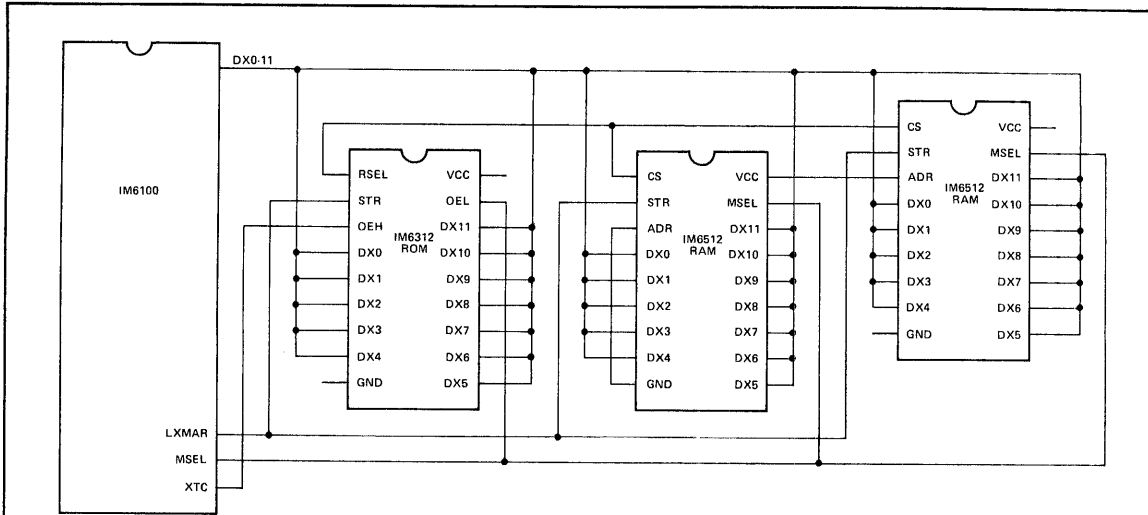 DX0-11
IM6100
LXMAR
MSEL
XTC
RSEL
STR
OEH
DX0
DX1
DX2
DX3
DX4
GND
IM6312
ROM
VCC
OEL
DX11
DX10
DX9
DX8
DX7
DX6
DX5
CS
STR
ADR
DX0
DX1
DX2
DX3
DX4
GND
IM6512
RAM
VCC
MSEL
DX11
DX10
DX9
DX8
DX7
DX6
DX5
CS
STR
ADR
DX0
DX1
DX2
DX3
DX4
GND
IM6512
RAM
VCC
MSEL
DX11
DX10
DX9
DX8
DX7
DX6
DX5